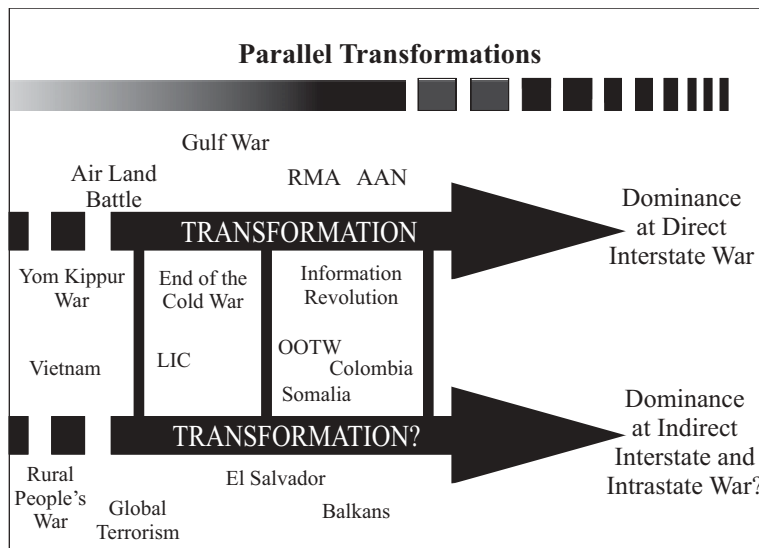 Parallel Transformations
Gulf War
Air Land
Battle
RMA AAN
TRANSFORMATION
Dominance
at Direct
Interstate War
Yom Kippur
War
End of the
Cold War
Information
Revolution
Vietnam
LIC
OOTW
Colombia
Somalia
TRANSFORMATION?
Dominance
at Indirect
Interstate and
Intrastate War?
Rural
People’s
War
Global
Terrorism
El Salvador
Balkans